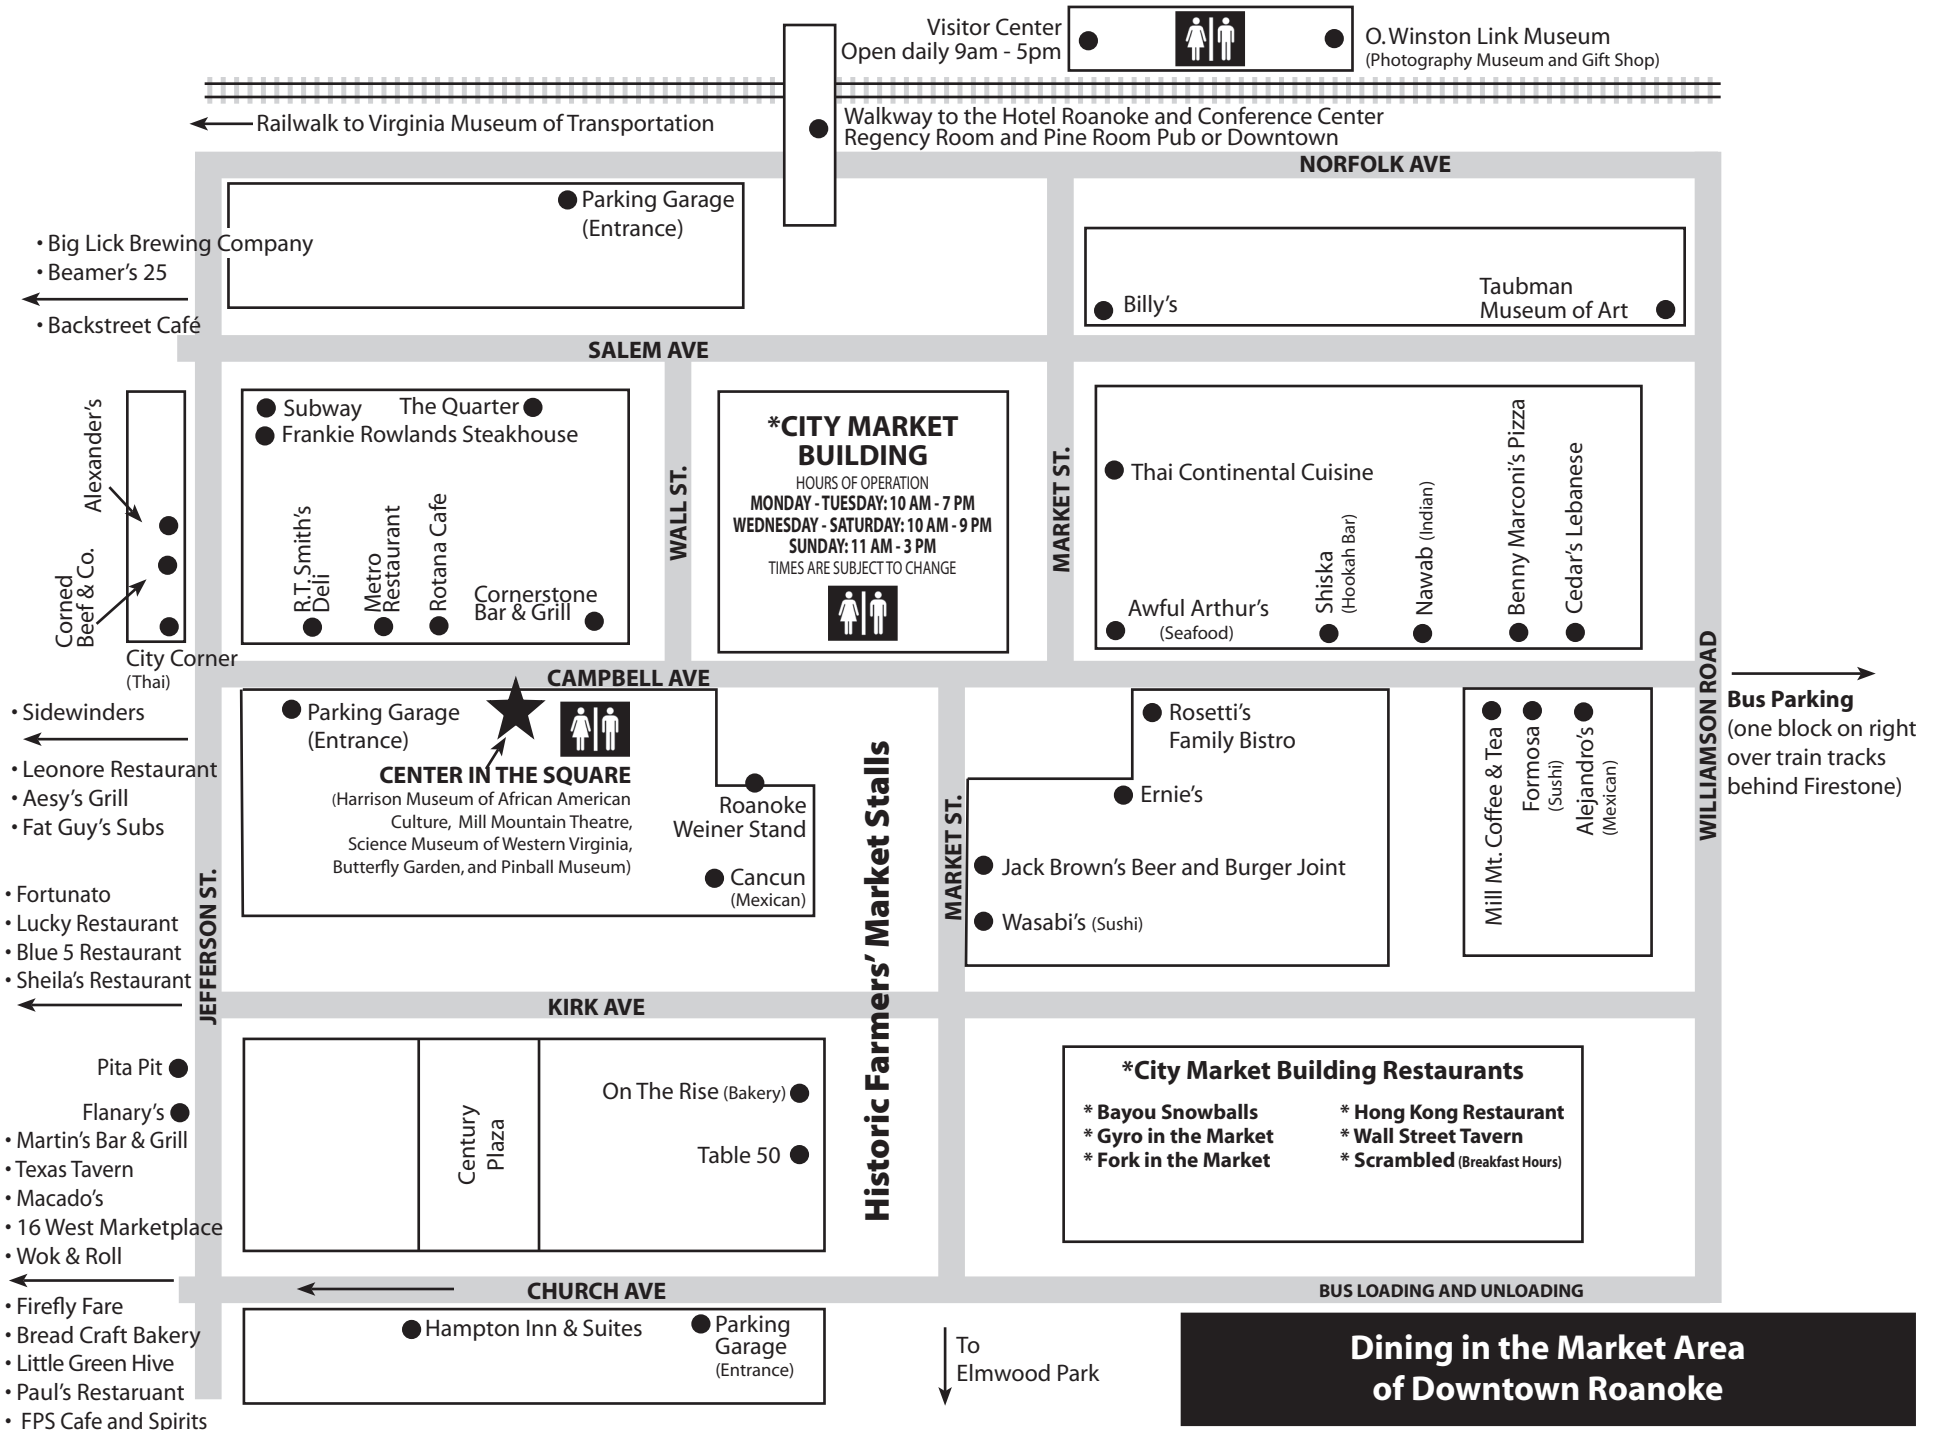 Visitor Center
Open daily 9am - 5pm
O. Winston Link Museum
(Photography Museum and Gift Shop)
Railwalk to Virginia Museum of Transportation
Walkway to the Hotel Roanoke and Conference Center
Regency Room and Pine Room Pub or Downtown
NORFOLK AVE
Parking Garage
(Entrance)
• Big Lick Brewing Company
• Beamer's 25
• Backstreet Café
Billy's
Taubman
Museum of Art
SALEM AVE
Alexander's
Corned
Beef & Co.
City Corner
(Thai)
Subway
The Quarter
Frankie Rowlands Steakhouse
R.T. Smith's
Deli
Metro
Restaurant
Rotana Cafe
Cornerstone
Bar & Grill
WALL ST.
*CITY MARKET
BUILDING
HOURS OF OPERATION
MONDAY - TUESDAY: 10 AM - 7 PM
WEDNESDAY - SATURDAY: 10 AM - 9 PM
SUNDAY: 11 AM - 3 PM
TIMES ARE SUBJECT TO CHANGE
MARKET ST.
Thai Continental Cuisine
Awful Arthur's
(Seafood)
Shiska
(Hookah Bar)
Nawab (Indian)
Benny Marconi's Pizza
Cedar's Lebanese
WILLIAMSON ROAD
Bus Parking
(one block on right
over train tracks
behind Firestone)
CAMPBELL AVE
• Sidewinders
• Leonore Restaurant
• Aesy's Grill
• Fat Guy's Subs
Parking Garage
(Entrance)
CENTER IN THE SQUARE
(Harrison Museum of African American
Culture, Mill Mountain Theatre,
Science Museum of Western Virginia,
Butterfly Garden, and Pinball Museum)
Roanoke
Weiner Stand
Cancun
(Mexican)
Historic Farmers' Market Stalls
MARKET ST.
Rosetti's
Family Bistro
Ernie's
Jack Brown's Beer and Burger Joint
Wasabi's (Sushi)
Mill Mt. Coffee & Tea
Formosa
(Sushi)
Alejandro's
(Mexican)
JEFFERSON ST.
• Fortunato
• Lucky Restaurant
• Blue 5 Restaurant
• Sheila's Restaurant
KIRK AVE
Pita Pit
Flanary's
• Martin's Bar & Grill
• Texas Tavern
• Macado's
• 16 West Marketplace
• Wok & Roll
Century
Plaza
On The Rise (Bakery)
Table 50
*City Market Building Restaurants
* Bayou Snowballs
* Gyro in the Market
* Fork in the Market
* Hong Kong Restaurant
* Wall Street Tavern
* Scrambled (Breakfast Hours)
CHURCH AVE
BUS LOADING AND UNLOADING
• Firefly Fare
• Bread Craft Bakery
• Little Green Hive
• Paul's Restaruant
• FPS Cafe and Spirits
Hampton Inn & Suites
Parking
Garage
(Entrance)
To
Elmwood Park
Dining in the Market Area
of Downtown Roanoke